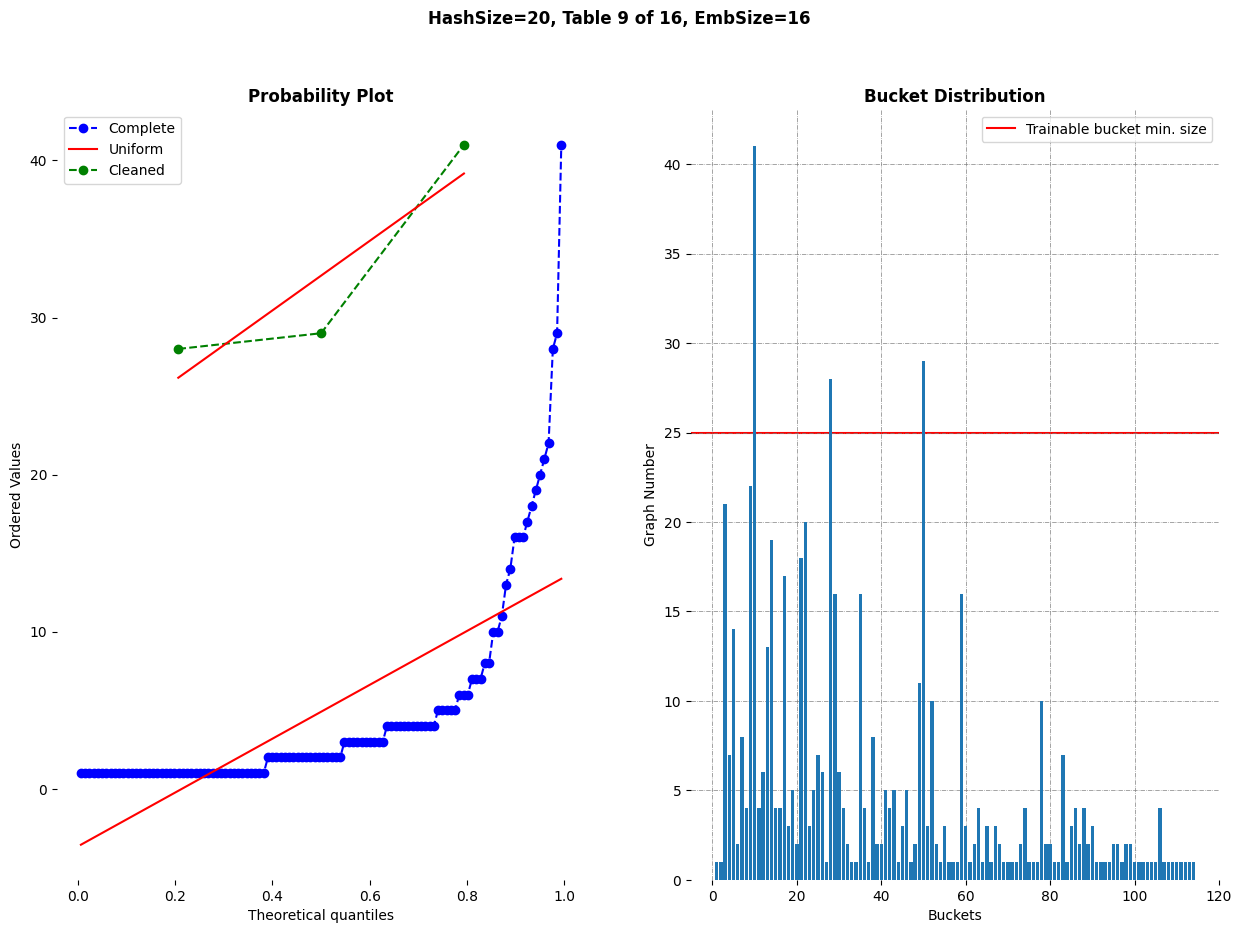 HashSize=20, Table 9 of 16, EmbSize=16
Probability Plot
Complete
Uniform
Cleaned
40
30
20
10
0
Ordered Values
0.0 0.2 0.4 0.6 0.8 1.0
Theoretical quantiles
Bucket Distribution
Trainable bucket min. size
40
35
30
25
20
15
10
5
0
Graph Number
0 20 40 60 80 100 120
Buckets